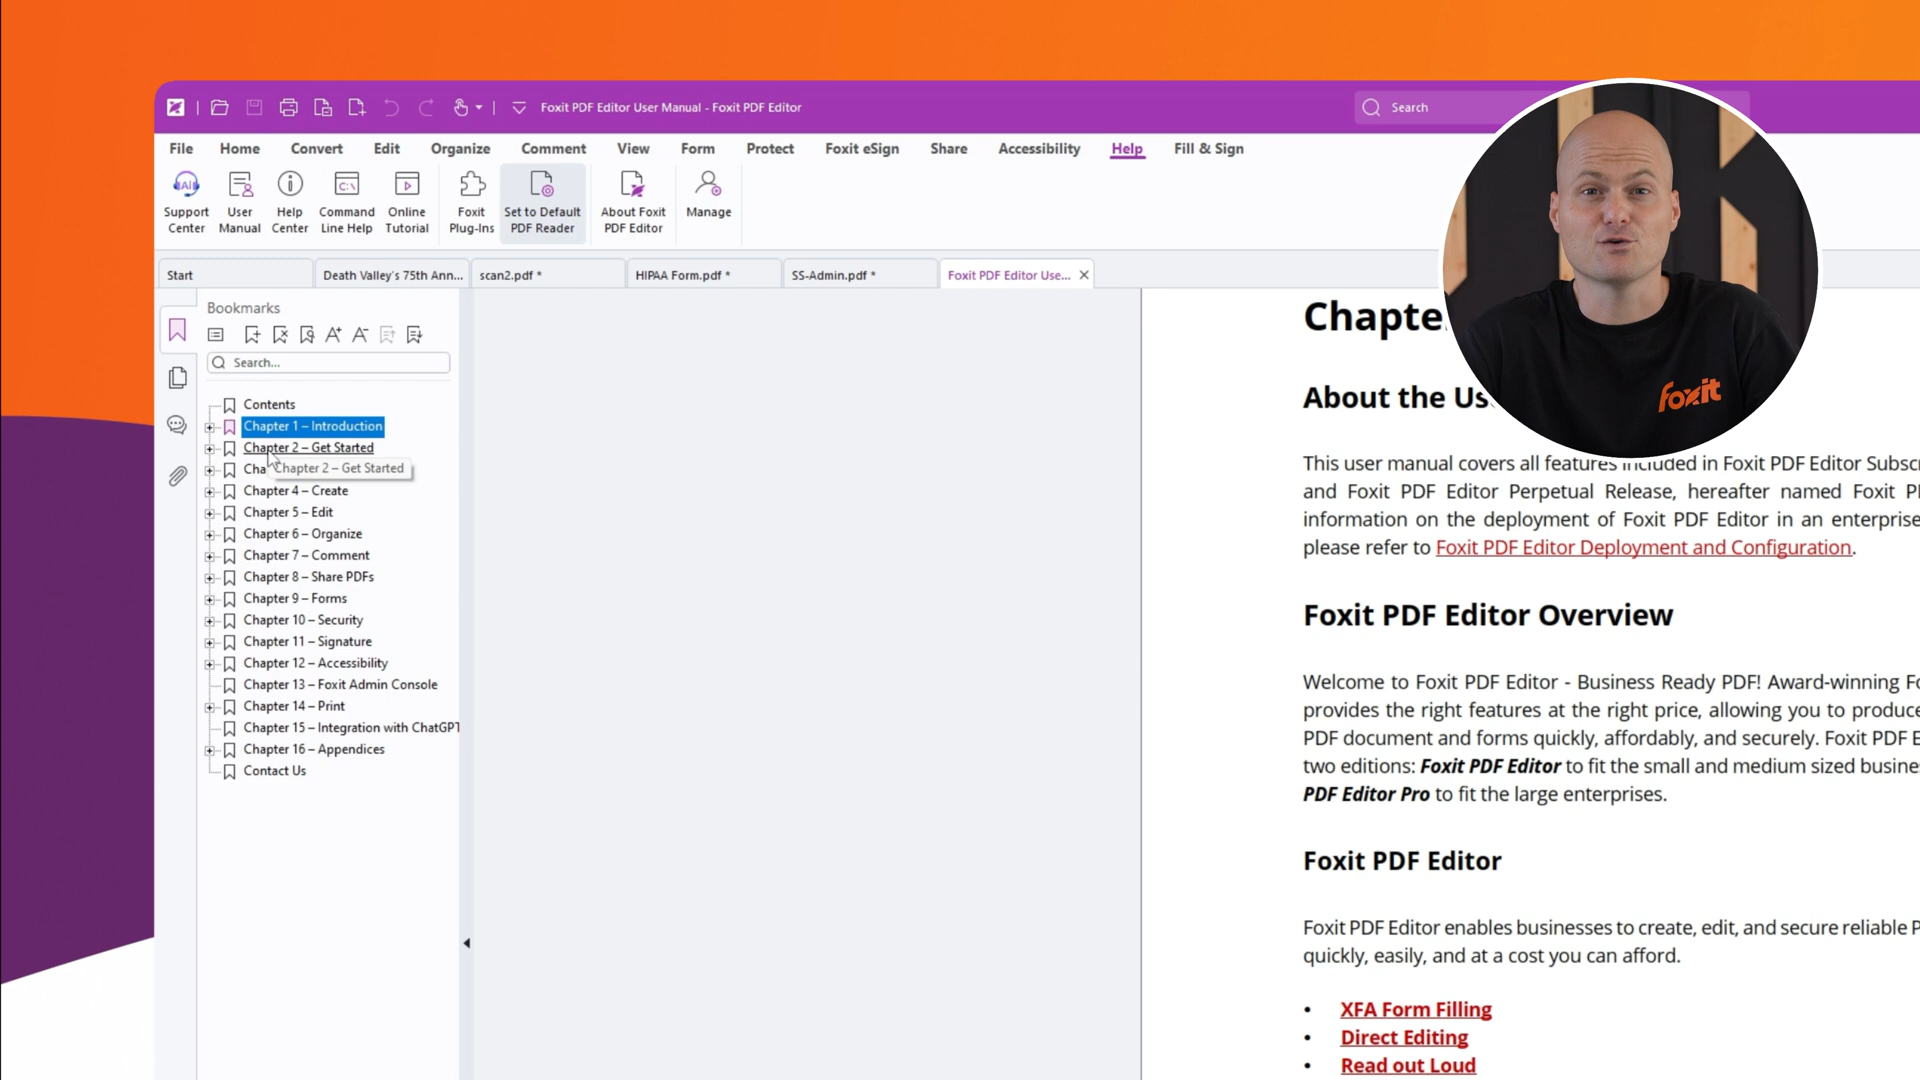 Foxit PDF Editor User Manual - Foxit PDF Editor
Search
File Home Convert Edit Organize Comment View Form Protect Foxit eSign Share Accessibility Help Fill & Sign
AI
C:\
Support Center
User Manual
Help Center
Command Line Help
Online Tutorial
Foxit Plug-Ins
Set to Default PDF Reader
About Foxit PDF Editor
Manage
Start
Death Valley's 75th Ann...
scan2.pdf *
HIPAA Form.pdf *
SS-Admin.pdf *
Foxit PDF Editor Use...
Bookmarks
Search...
Contents
Chapter 1 – Introduction
Chapter 2 – Get Started
Cha
Chapter 2 – Get Started
Chapter 4 – Create
Chapter 5 – Edit
Chapter 6 – Organize
Chapter 7 – Comment
Chapter 8 – Share PDFs
Chapter 9 – Forms
Chapter 10 – Security
Chapter 11 – Signature
Chapter 12 – Accessibility
Chapter 13 – Foxit Admin Console
Chapter 14 – Print
Chapter 15 – Integration with ChatGPT
Chapter 16 – Appendices
Contact Us
foxit
Chapte
About the Us
This user manual covers all features included in Foxit PDF Editor Subscr
and Foxit PDF Editor Perpetual Release, hereafter named Foxit
information on the deployment of Foxit PDF Editor in an enterprise
please refer to Foxit PDF Editor Deployment and Configuration.
Foxit PDF Editor Overview
Welcome to Foxit PDF Editor - Business Ready PDF! Award-winning Fo
provides the right features at the right price, allowing you to produce
PDF document and forms quickly, affordably, and securely. Foxit PDF E
two editions: Foxit PDF Editor to fit the small and medium sized busine
PDF Editor Pro to fit the large enterprises.
Foxit PDF Editor
Foxit PDF Editor enables businesses to create, edit, and secure reliable P
quickly, easily, and at a cost you can afford.
• XFA Form Filling
• Direct Editing
• Read out Loud